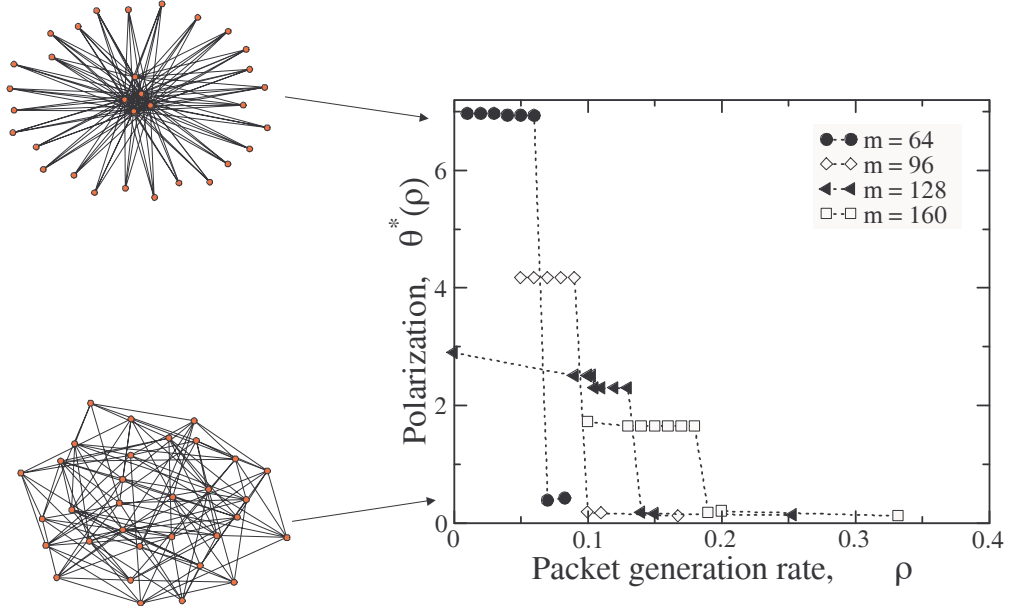 m = 64
m = 96
m = 128
m = 160
6
4
2
0
Polarization, θ*(ρ)
0 0.1 0.2 0.3 0.4
Packet generation rate, ρ